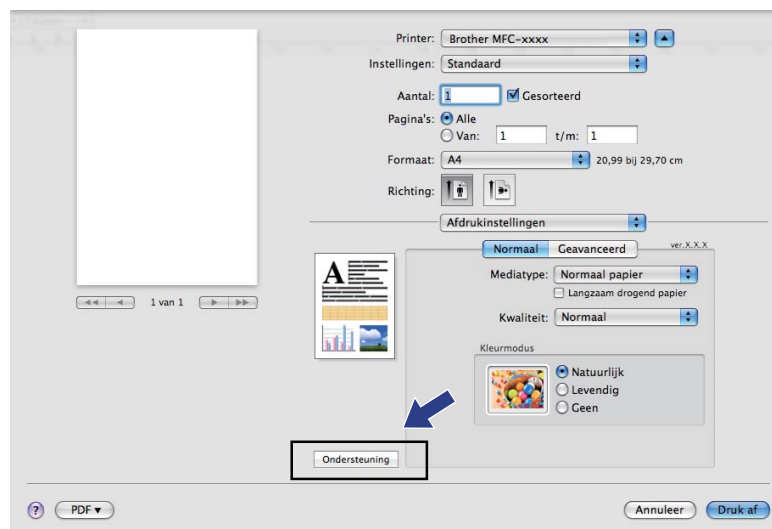 Printer: Brother MFC-xxxx
Instellingen: Standaard
Aantal: 1 Gesorteerd
Pagina's: Alle
Van: 1 t/m: 1
Formaat: A4 20,99 bij 29,70 cm
Richting:
Afdrukinstellingen
Normaal Geavanceerd ver.X.X.X
Mediatype: Normaal papier
Langzaam drogend papier
Kwaliteit: Normaal
Kleurmodus
Natuurlijk
Levendig
Geen
1 van 1
A
Ondersteuning
? PDF Annuleer Druk af